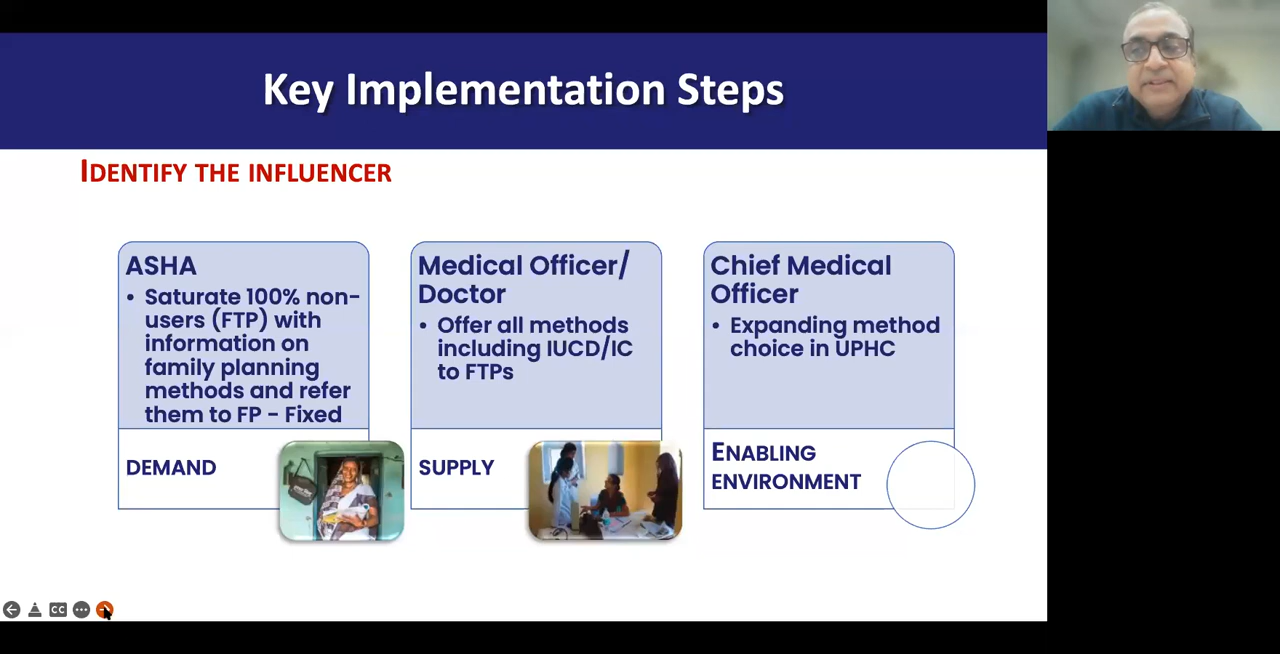 Key Implementation Steps
IDENTIFY THE INFLUENCER
ASHA
• Saturate 100% non-
users (FTP) with
information on
family planning
methods and refer
them to FP - Fixed
DEMAND
Medical Officer/
Doctor
• Offer all methods
including IUCD/IC
to FTPs
SUPPLY
Chief Medical
Officer
• Expanding method
choice in UPHC
ENABLING
ENVIRONMENT
CC